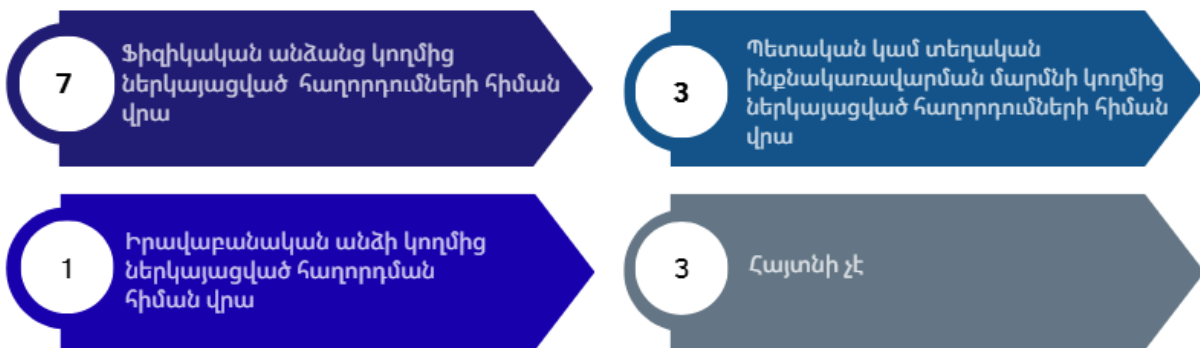 7
Ֆիզիկական անձանց կողմից
ներկայացված հաղորդումների հիման
վրա
3
Պետական կամ տեղական
ինքնակառավարման մարմնի կողմից
ներկայացված հաղորդումների հիման
վրա
1
Իրավաբանական անձի կողմից
ներկայացված հաղորդման
հիման վրա
3
Հայտնի չէ